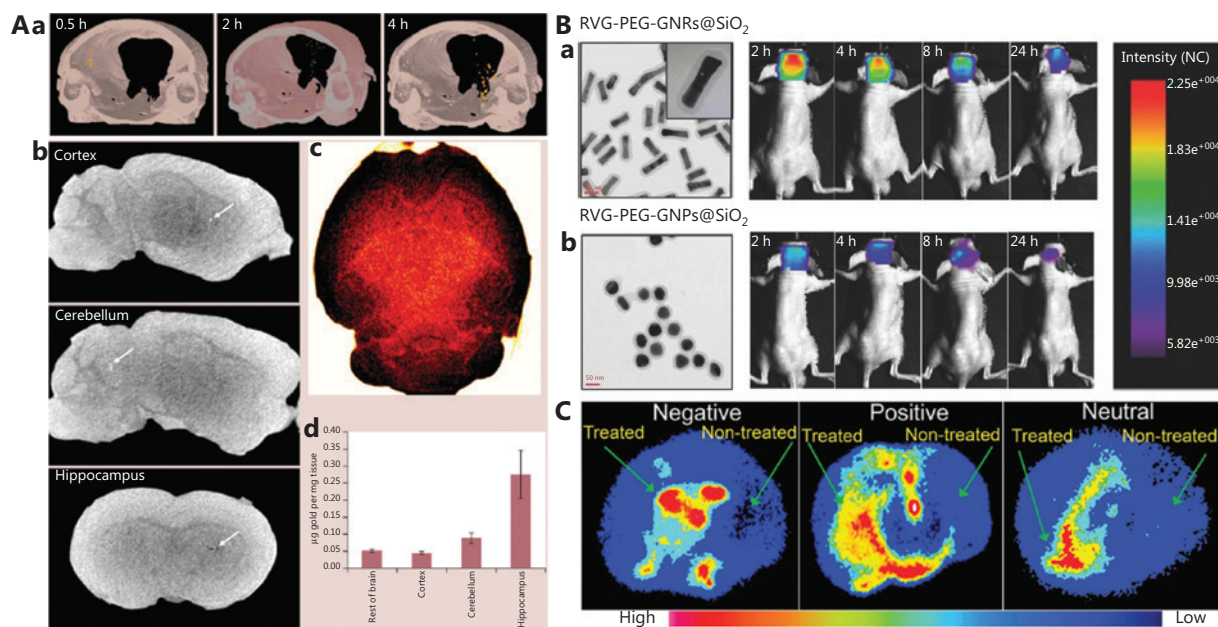 Aa
0.5 h
2 h
4 h
b
Cortex
Cerebellum
Hippocampus
c
d
µg gold per mg tissue
0.40
0.35
0.30
0.25
0.20
0.15
0.10
0.05
0.00
Rest of brain
Cortex
Cerebellum
Hippocampus
B
RVG-PEG-GNRs@SiO₂
a
2 h
4 h
8 h
24 h
RVG-PEG-GNPs@SiO₂
b
50 nm
2 h
4 h
8 h
24 h
Intensity (NC)
2.25e⁺⁰⁰⁴
1.83e⁺⁰⁰⁴
1.41e⁺⁰⁰⁴
9.98e⁺⁰⁰³
5.82e⁺⁰⁰³
C
Negative
Treated
Non-treated
Positive
Treated
Non-treated
Neutral
Treated
Non-treated
High
Low